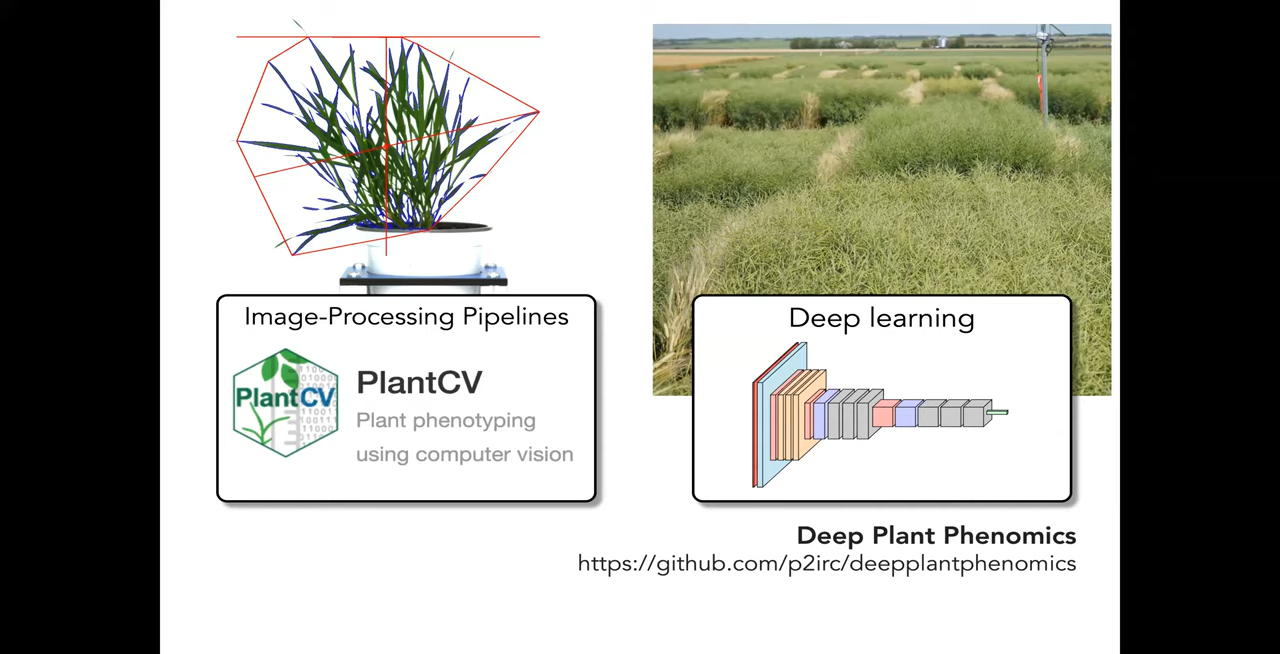 Image-Processing Pipelines
PlantCV
PlantCV
Plant phenotyping
using computer vision
Deep learning
Deep Plant Phenomics
https://github.com/p2irc/deepplantphenomics